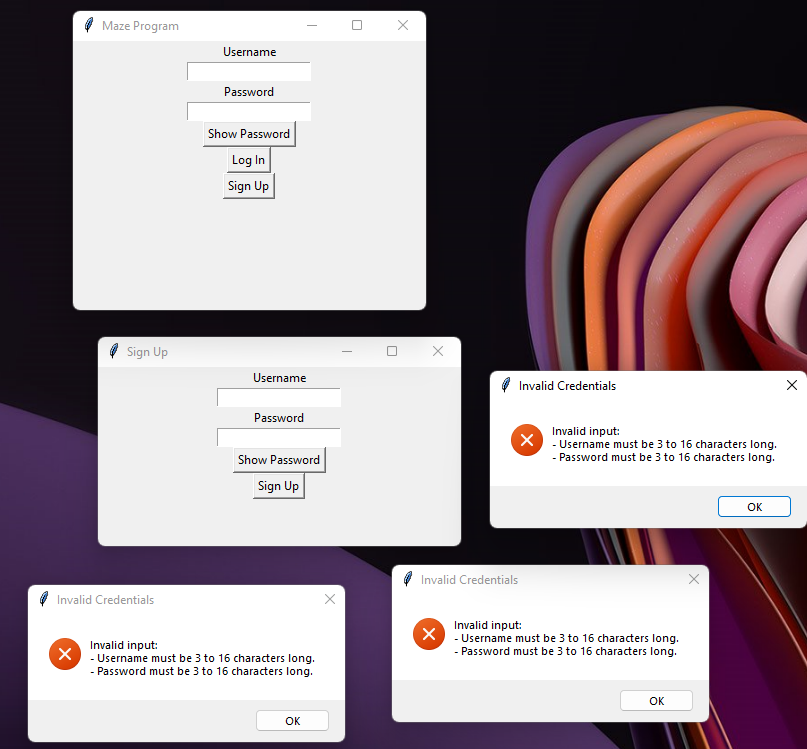 Maze Program
Username
Password
Show Password
Log In
Sign Up
Sign Up
Username
Password
Show Password
Sign Up
Invalid Credentials
Invalid input:
- Username must be 3 to 16 characters long.
- Password must be 3 to 16 characters long.
OK
Invalid Credentials
Invalid input:
- Username must be 3 to 16 characters long.
- Password must be 3 to 16 characters long.
OK
Invalid Credentials
Invalid input:
- Username must be 3 to 16 characters long.
- Password must be 3 to 16 characters long.
OK